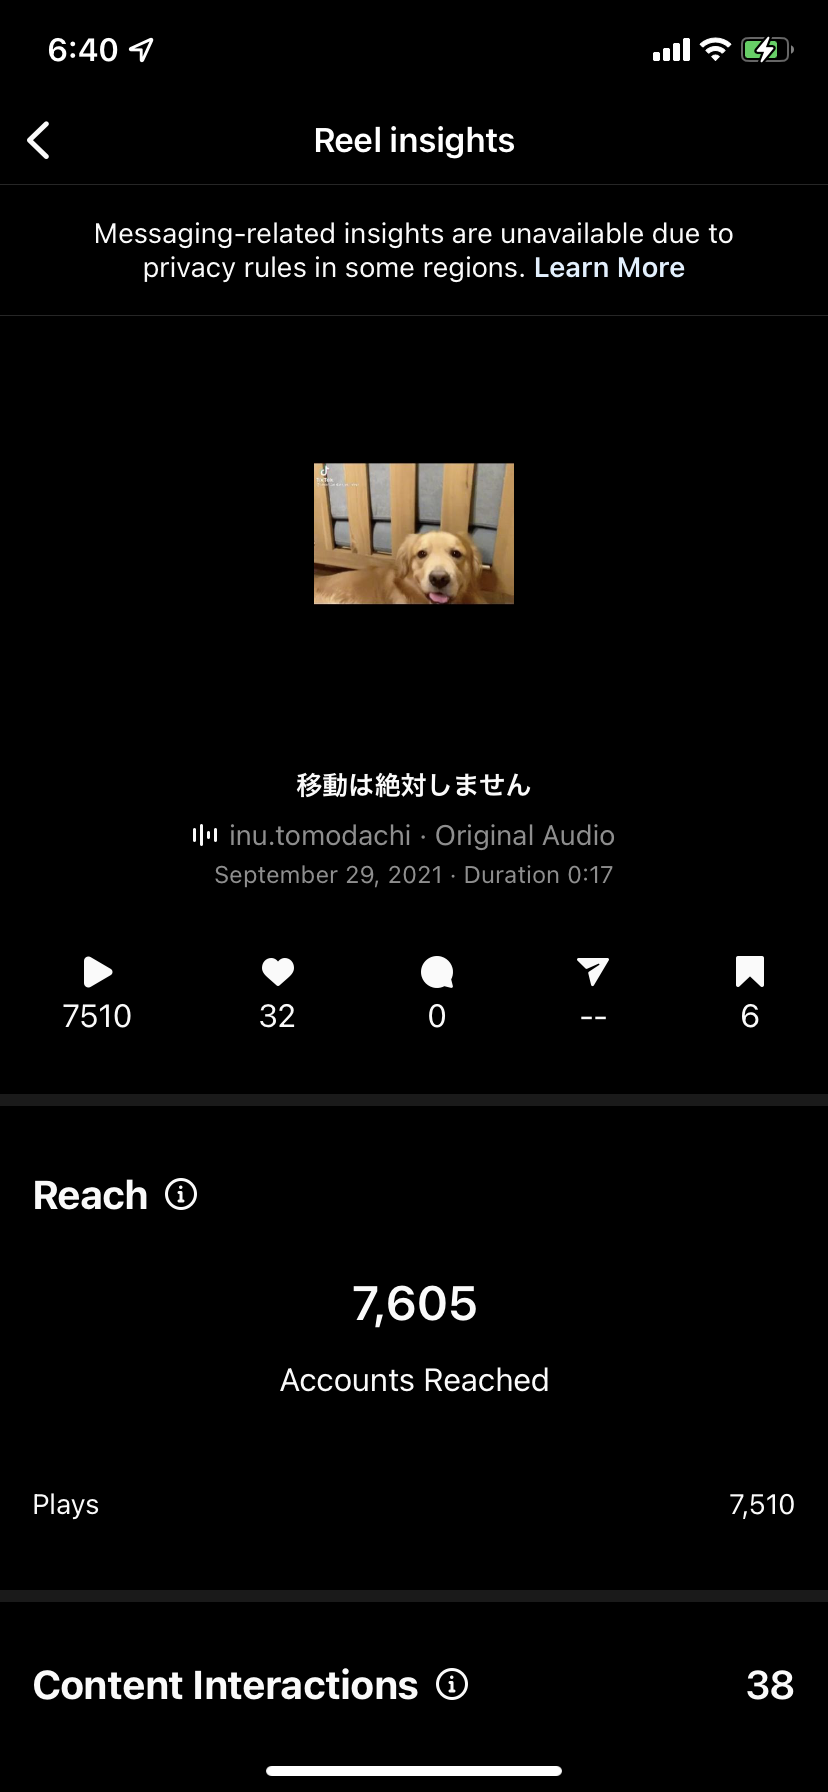 6:40
Reel insights
Messaging-related insights are unavailable due to
privacy rules in some regions. Learn More
移動は絶対しません
inu.tomodachi · Original Audio
September 29, 2021 · Duration 0:17
7510 32 0 -- 6
Reach
7,605
Accounts Reached
Plays 7,510
Content Interactions 38